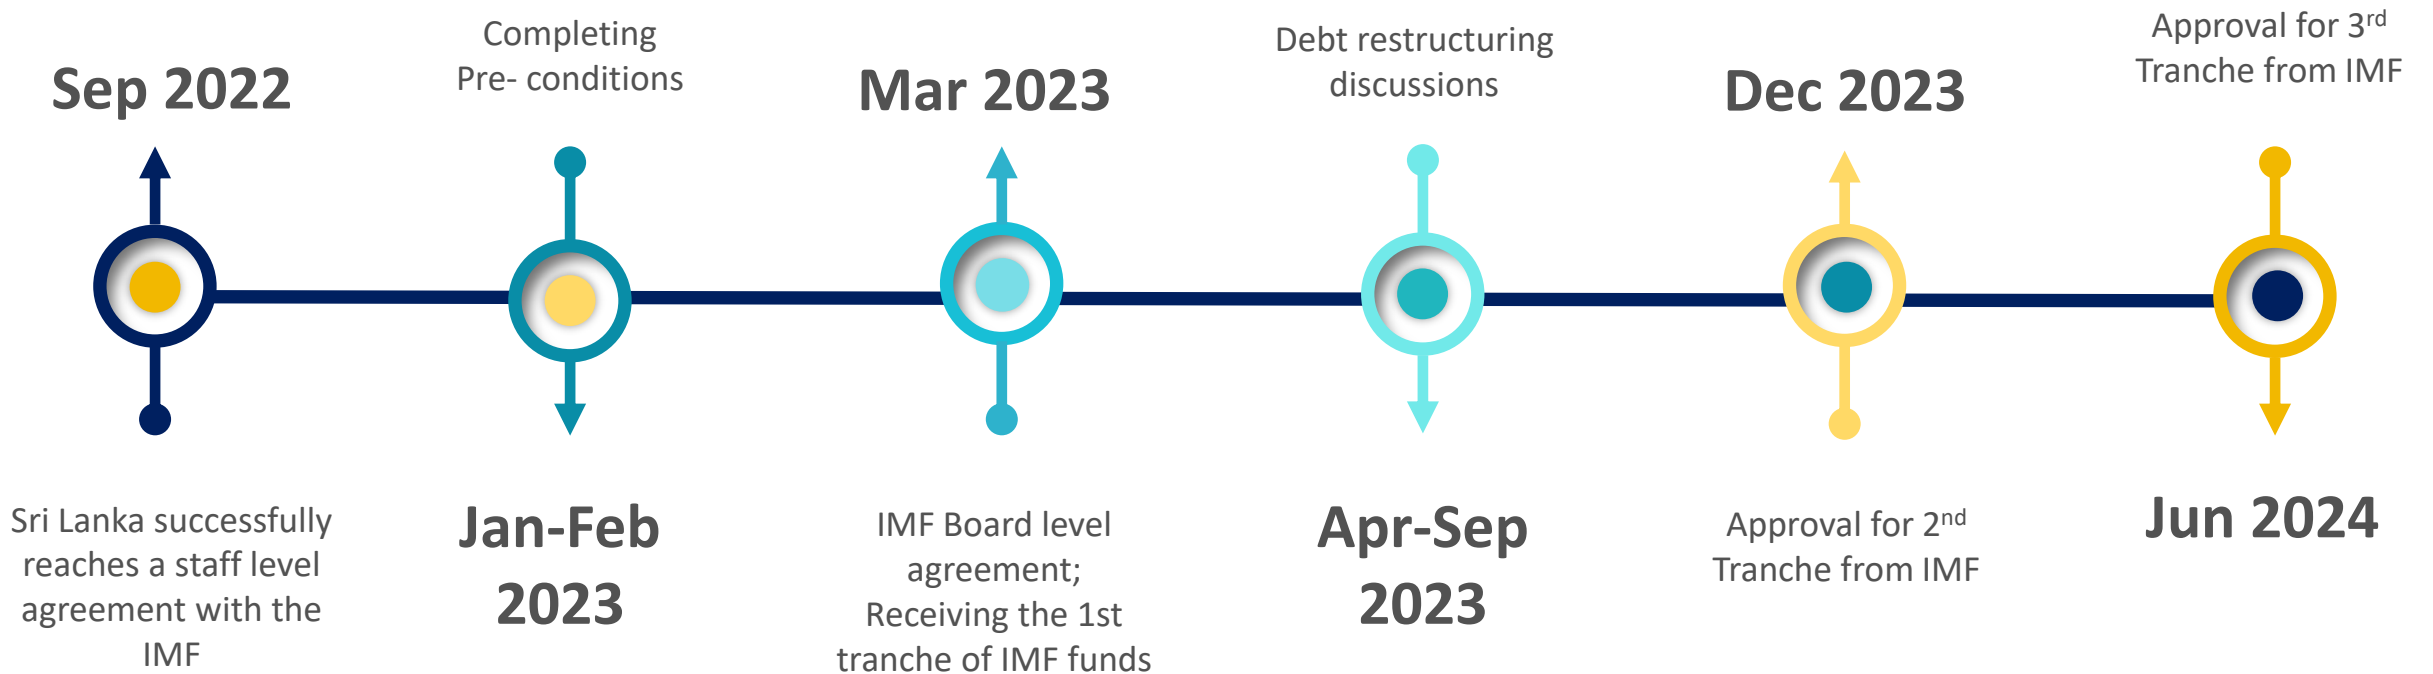 Sep 2022
Sri Lanka successfully
reaches a staff level
agreement with the
IMF
Completing
Pre- conditions
Jan-Feb
2023
Mar 2023
IMF Board level
agreement;
Receiving the 1st
tranche of IMF funds
Debt restructuring
discussions
Apr-Sep
2023
Dec 2023
Approval for 2nd
Tranche from IMF
Approval for 3rd
Tranche from IMF
Jun 2024